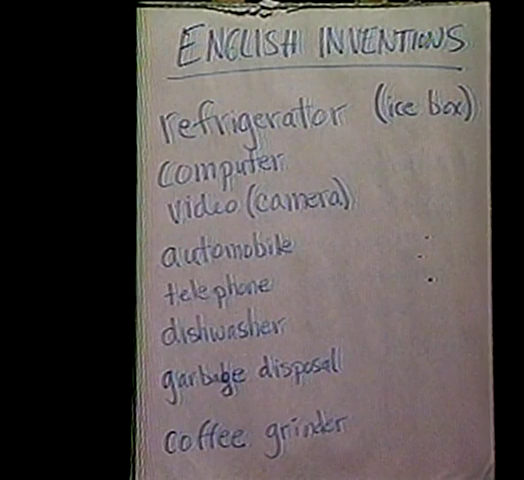 ENGLISH INVENTIONS
refrigerator (ice box)
computer
video (camera)
automobile
telephone
dishwasher
garbage disposal
coffee grinder